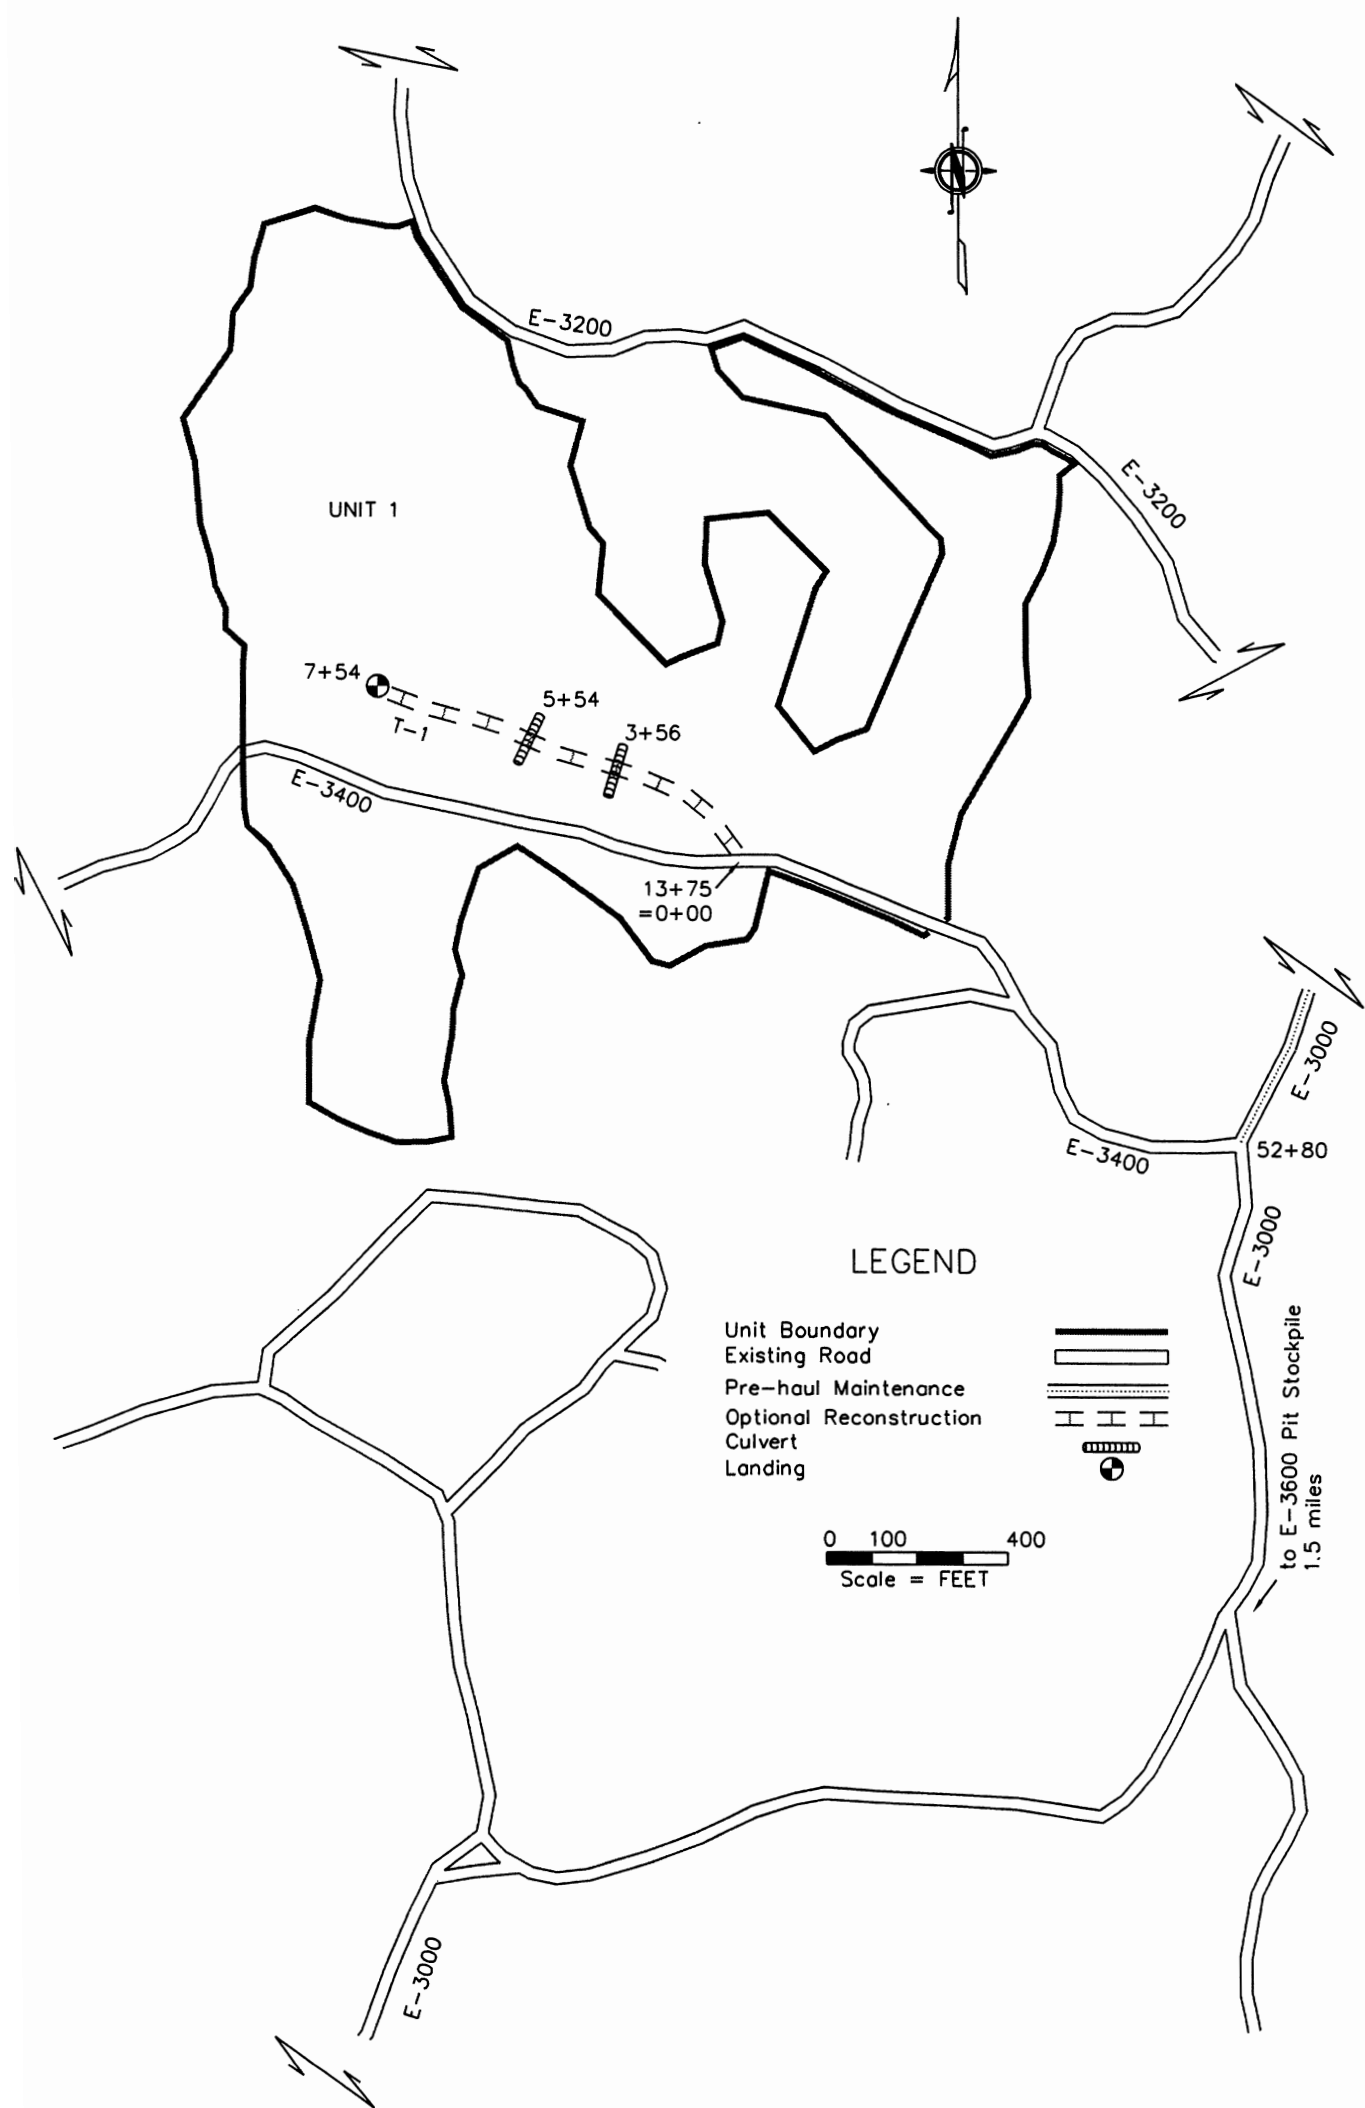 E-3200
E-3200
UNIT 1
7+54
5+54
3+56
T-1
E-3400
13+75
=0+00
E-3000
52+80
E-3400
E-3000
LEGEND
Unit Boundary
Existing Road
Pre-haul Maintenance
Optional Reconstruction
Culvert
Landing
0 100 400
Scale = FEET
to E-3600 Pit Stockpile
1.5 miles
E-3000